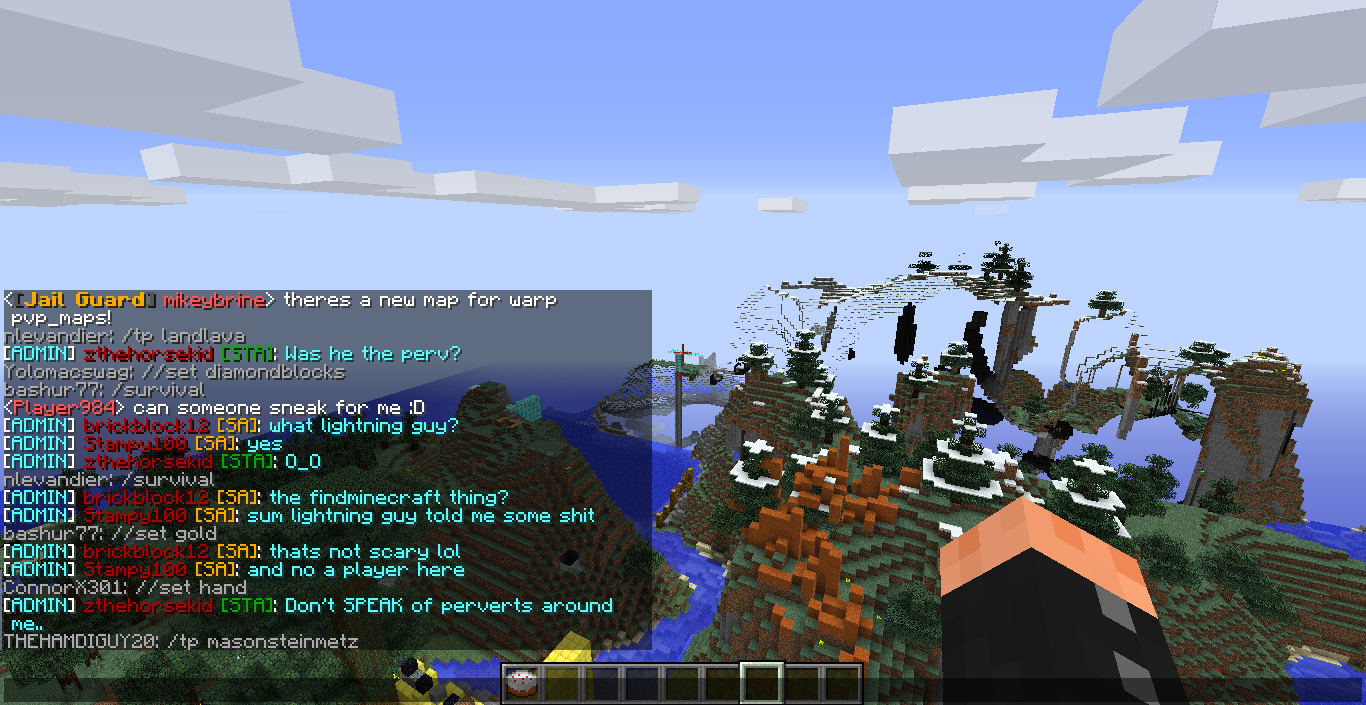 <[Jail Guard] mikeybrine> theres a new map for warp
pvp_maps!
nlevandier: /tp landlava
[ADMIN] zthehorsekid [STA]: Was he the perv?
Yolomacswag: //set diamondblocks
bashur77: /survival
<Player984> can someone sneak for me :D
[ADMIN] brickblock12 [SA]: what lightning guy?
[ADMIN] Stampy100 [SA]: yes
[ADMIN] zthehorsekid [STA]: O_O
nlevandier: /survival
[ADMIN] brickblock12 [SA]: the findminecraft thing?
[ADMIN] Stampy100 [SA]: sum lightning guy told me some shit
bashur77: //set gold
[ADMIN] brickblock12 [SA]: thats not scary lol
[ADMIN] Stampy100 [SA]: and no a player here
ConnorX301: //set hand
[ADMIN] zthehorsekid [STA]: Don't SPEAK of perverts around
me..
THEHAMDIGUY20: /tp masonsteinmetz